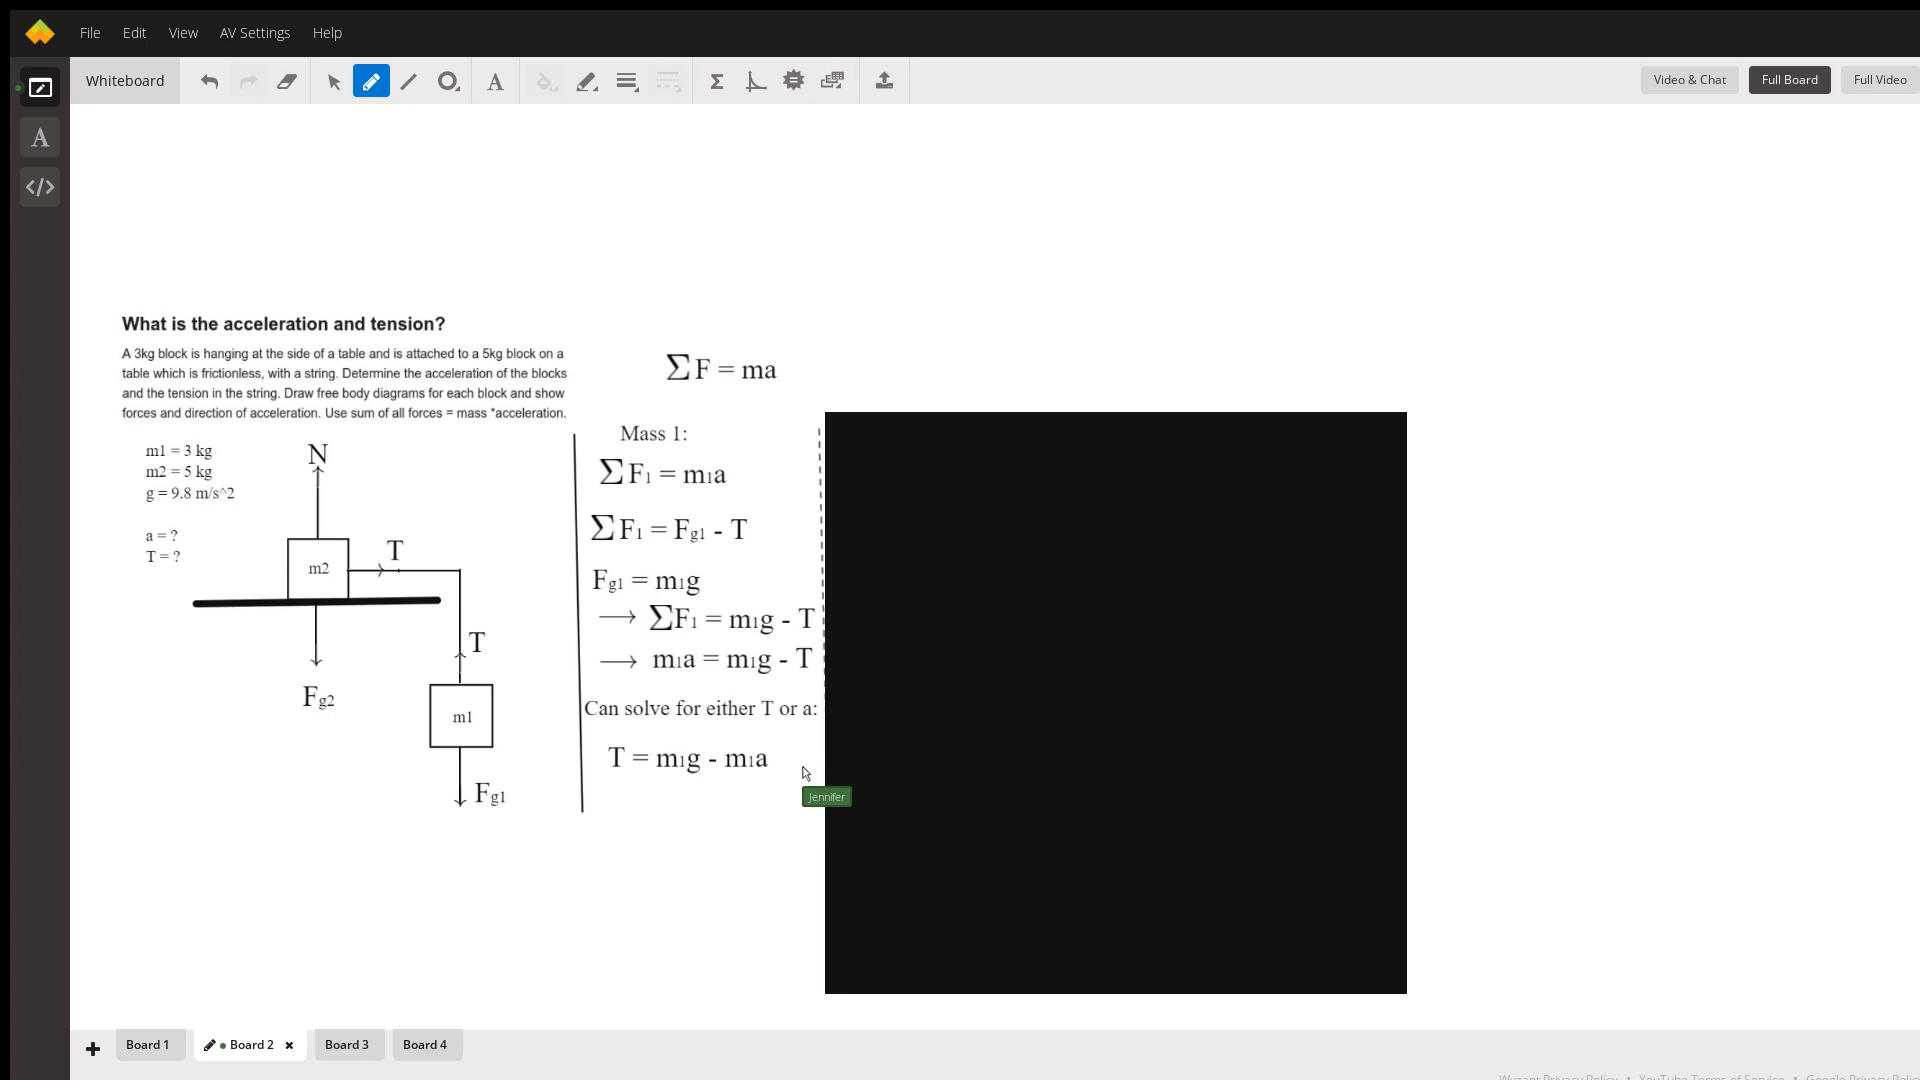 File Edit View AV Settings Help
Whiteboard
A
Σ
Video & Chat Full Board Full Video
A
</>
What is the acceleration and tension?
A 3kg block is hanging at the side of a table and is attached to a 5kg block on a
table which is frictionless, with a string. Determine the acceleration of the blocks
and the tension in the string. Draw free body diagrams for each block and show
forces and direction of acceleration. Use sum of all forces = mass *acceleration.
m1 = 3 kg
m2 = 5 kg
g = 9.8 m/s^2
a = ?
T = ?
N
m2
T
T
Fg2
m1
Fg1
∑F = ma
Mass 1:
∑F1 = m1a
∑F1 = Fg1 - T
Fg1 = m1g
→ ∑F1 = m1g - T
→ m1a = m1g - T
Can solve for either T or a:
T = m1g - m1a
Jennifer
Board 1 Board 2 Board 3 Board 4